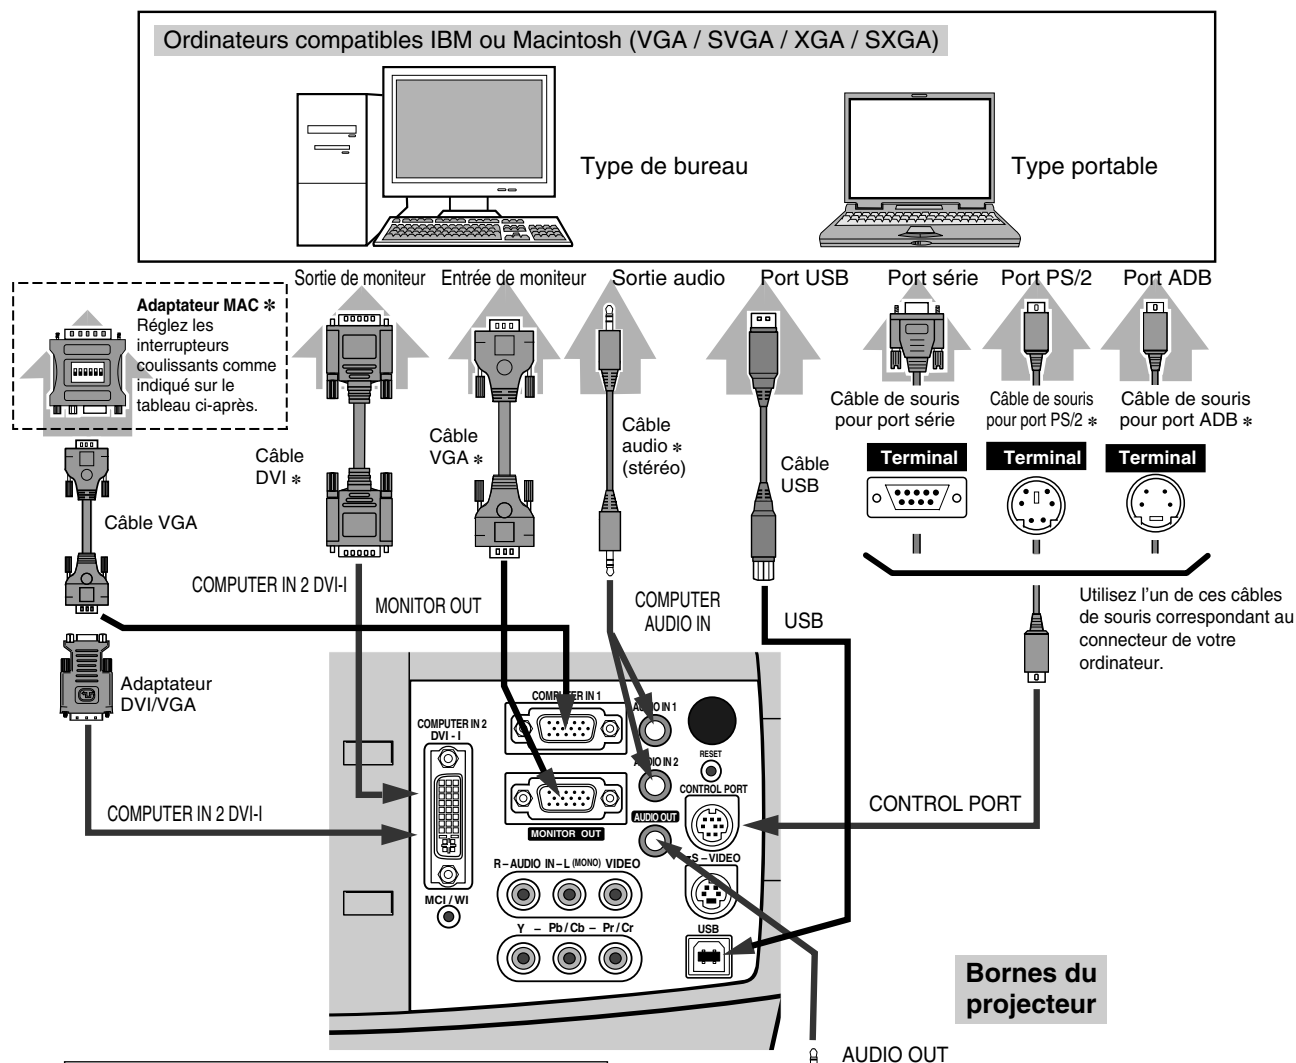 Ordinateurs compatibles IBM ou Macintosh (VGA / SVGA / XGA / SXGA)
Type de bureau
Type portable
Sortie de moniteur
Entrée de moniteur
Sortie audio
Port USB
Port série
Port PS/2
Port ADB
Adaptateur MAC ✻
Réglez les
interrupteurs
coulissants comme
indiqué sur le
tableau ci-après.
Câble VGA
Câble
DVI ✻
Câble
VGA ✻
Câble
audio ✻
(stéréo)
Câble
USB
Câble de souris
pour port série
Câble de souris
pour port PS/2 ✻
Câble de souris
pour port ADB ✻
Terminal
Terminal
Terminal
Utilisez l'un de ces câbles
de souris correspondant au
connecteur de votre
ordinateur.
COMPUTER IN 2 DVI-I
MONITOR OUT
COMPUTER
AUDIO IN
USB
Adaptateur
DVI/VGA
COMPUTER IN 2 DVI-I
CONTROL PORT
COMPUTER IN 1
AUDIO IN 1
COMPUTER IN 2
DVI - I
RESET
AUDIO IN 2
CONTROL PORT
AUDIO OUT
MONITOR OUT
S – VIDEO
R – AUDIO IN – L (MONO) VIDEO
MCI / WI
Y – Pb / Cb – Pr / Cr
USB
Bornes du
projecteur
AUDIO OUT